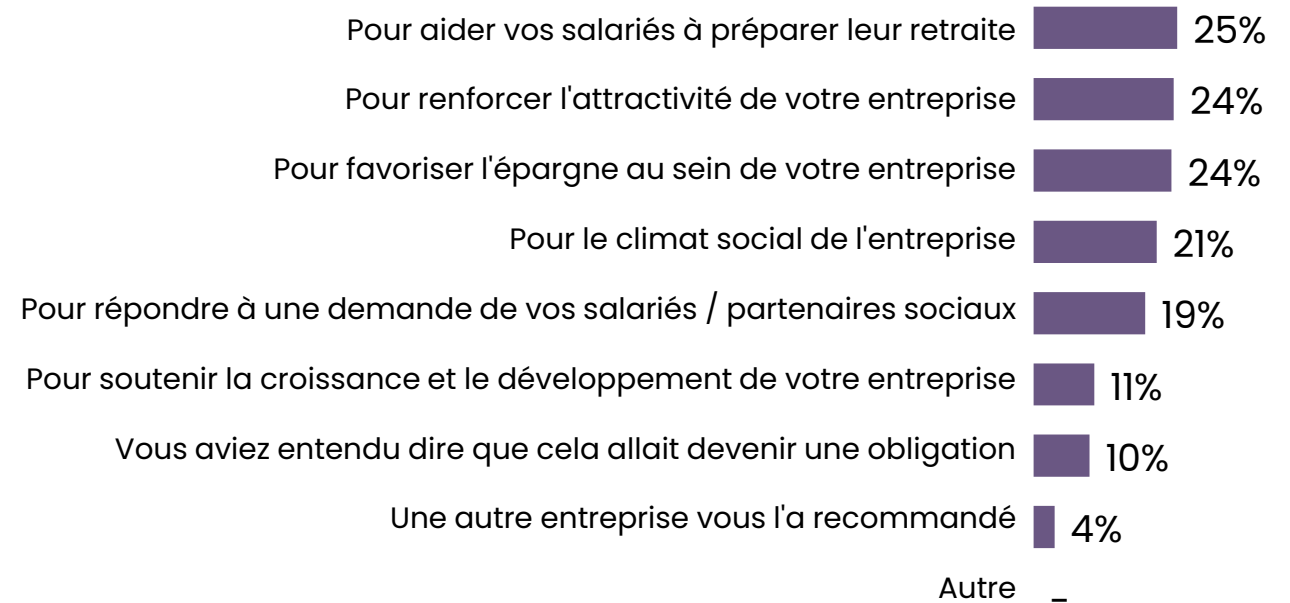 Pour aider vos salariés à préparer leur retraite 25%
Pour renforcer l'attractivité de votre entreprise 24%
Pour favoriser l'épargne au sein de votre entreprise 24%
Pour le climat social de l'entreprise 21%
Pour répondre à une demande de vos salariés / partenaires sociaux 19%
Pour soutenir la croissance et le développement de votre entreprise 11%
Vous aviez entendu dire que cela allait devenir une obligation 10%
Une autre entreprise vous l'a recommandé 4%
Autre -